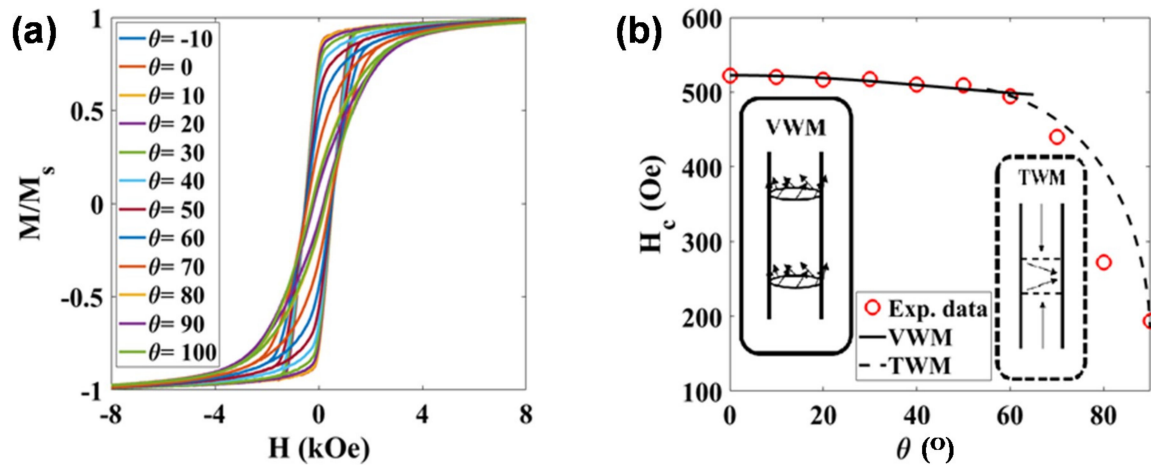 (a)
M/Ms
1
0.5
0
-0.5
-1
θ= -10
θ= 0
θ= 10
θ= 20
θ= 30
θ= 40
θ= 50
θ= 60
θ= 70
θ= 80
θ= 90
θ= 100
-8 -4 0 4 8
H (kOe)
(b)
Hc (Oe)
600
500
400
300
200
100
VWM
TWM
Exp. data
VWM
TWM
0 20 40 60 80
θ (º)